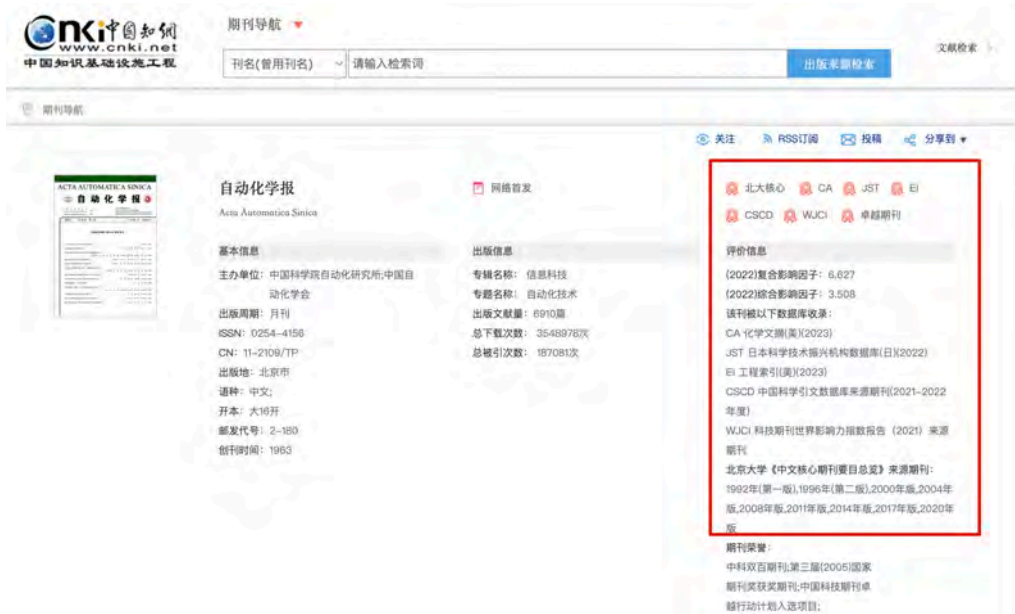 cnki中国知网
www.cnki.net
中国知识基础设施工程
期刊导航
刊名(曾用刊名)
请输入检索词
出版来源检索
文献检索
期刊导航
关注
RSS订阅
投稿
分享到
ACTA AUTOMATICA SINICA
自动化学报
自动化学报
Acta Automatica Sinica
网络首发
北大核心 CA JST EI
CSCD WJCI 卓越期刊
基本信息
主办单位：中国科学院自动化研究所;中国自
动化学会
出版周期：月刊
ISSN：0254-4156
CN：11-2109/TP
出版地：北京市
语种：中文;
开本：大16开
邮发代号：2-180
创刊时间：1963
出版信息
专辑名称：信息科技
专题名称：自动化技术
出版文献量：6910篇
总下载次数：3548978次
总被引次数：187081次
评价信息
(2022)复合影响因子：6.627
(2022)综合影响因子：3.508
该刊被以下数据库收录：
CA 化学文摘(美)(2023)
JST 日本科学技术振兴机构数据库(日)(2022)
EI 工程索引(美)(2023)
CSCD 中国科学引文数据库来源期刊(2021-2022
年度)
WJCI 科技期刊世界影响力指数报告（2021）来源
期刊
北京大学《中文核心期刊要目总览》来源期刊：
1992年(第一版),1996年(第二版),2000年版,2004年
版,2008年版,2011年版,2014年版,2017年版,2020年
版
期刊荣誉：
中科双百期刊;第三届(2005)国家
期刊奖获奖期刊;中国科技期刊卓
越行动计划入选项目;